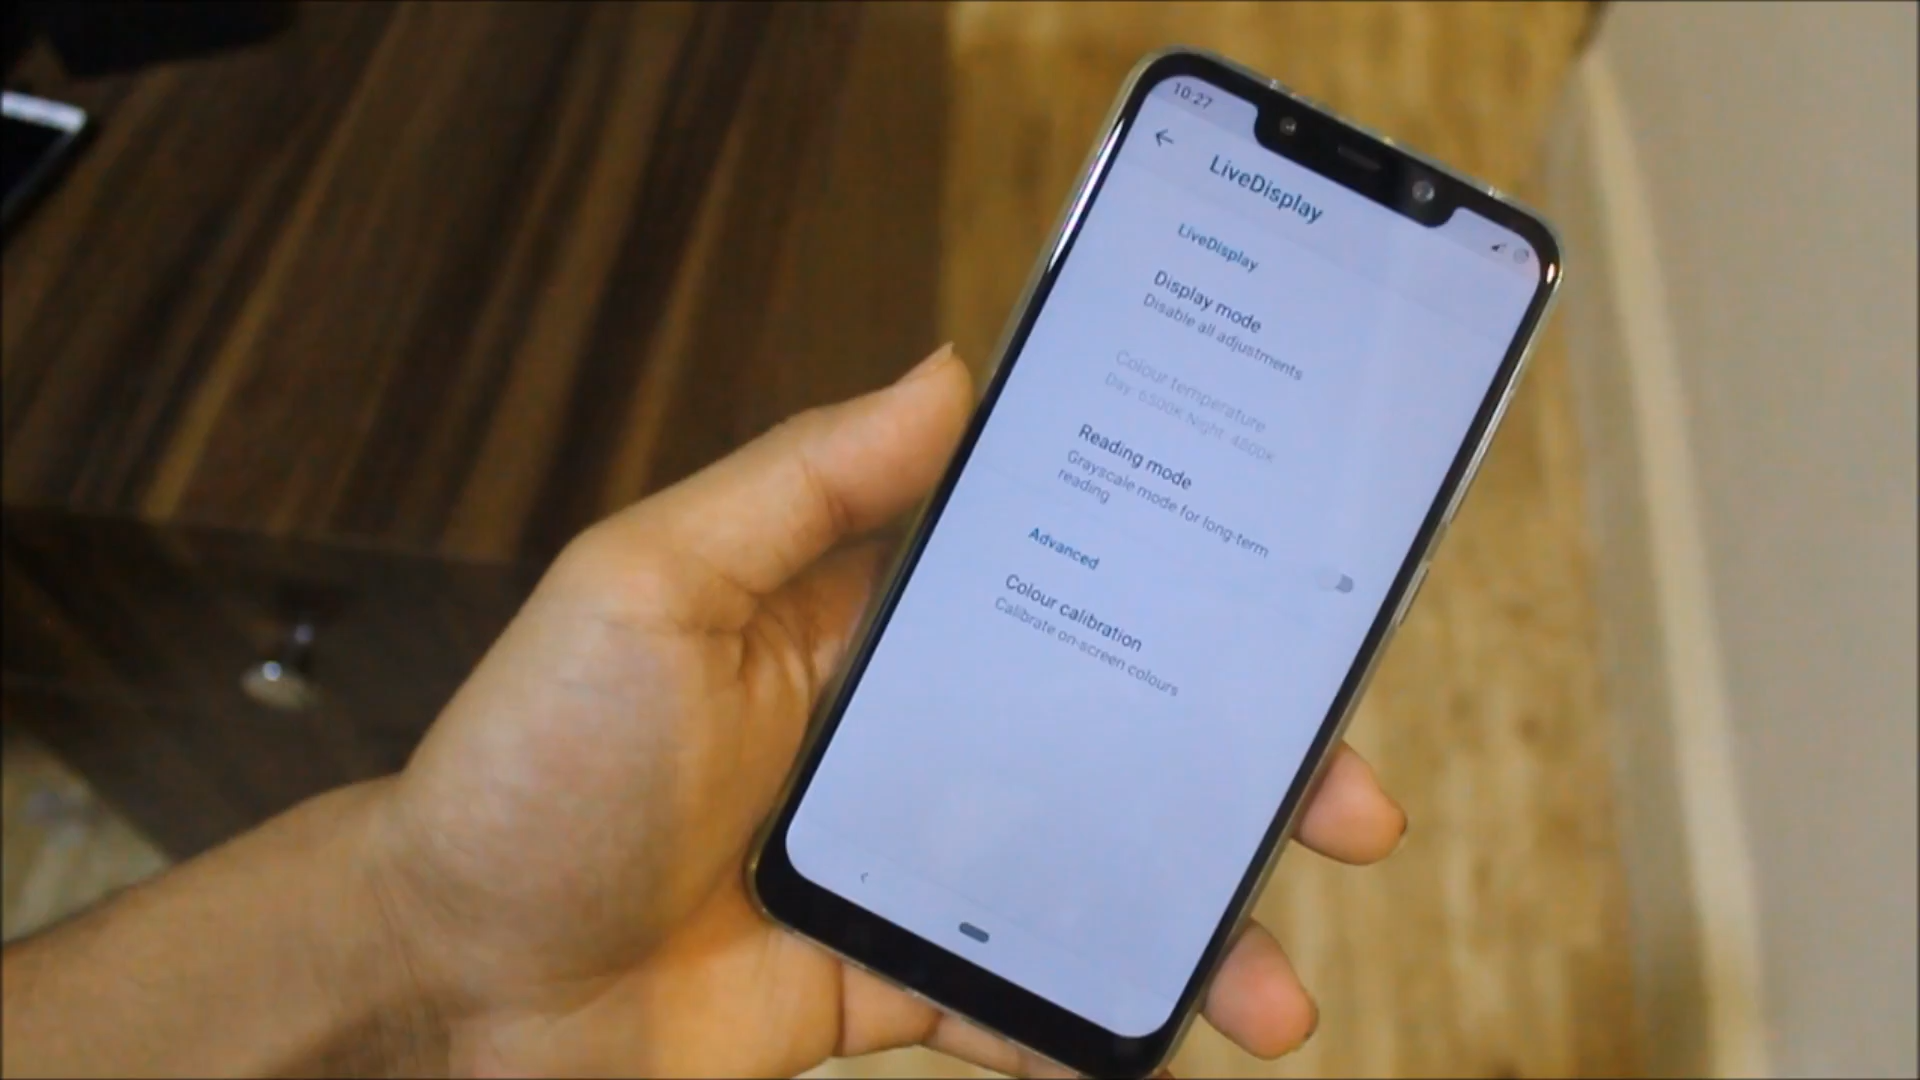 10:27
LiveDisplay
LiveDisplay
Display mode
Disable all adjustments
Colour temperature
Day: 6500K Night: 4800K
Reading mode
Grayscale mode for long-term
reading
Advanced
Colour calibration
Calibrate on-screen colours